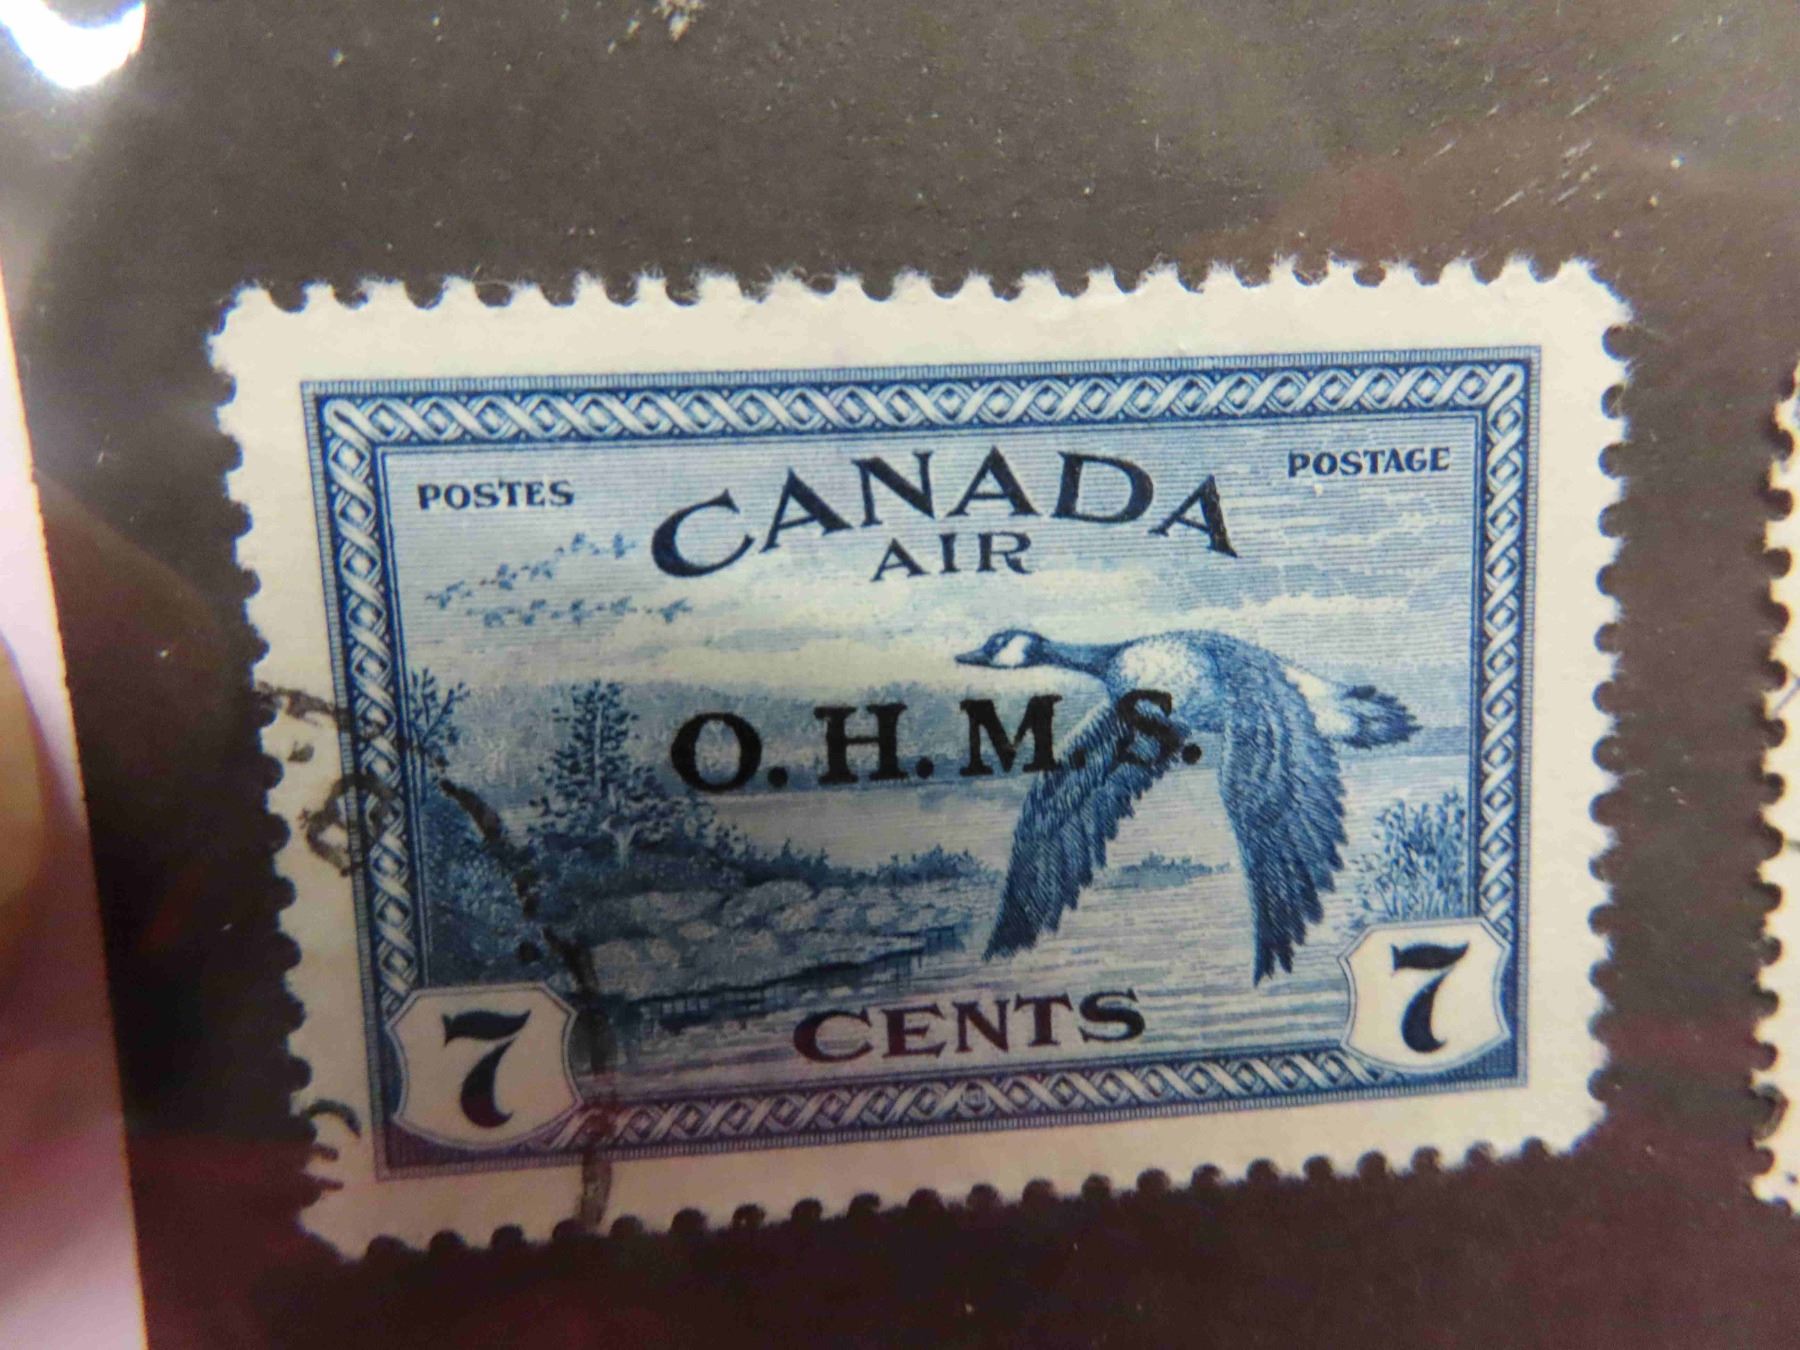 POSTES
POSTAGE
CANADA
AIR
O.H.M.S.
CENTS
7
7